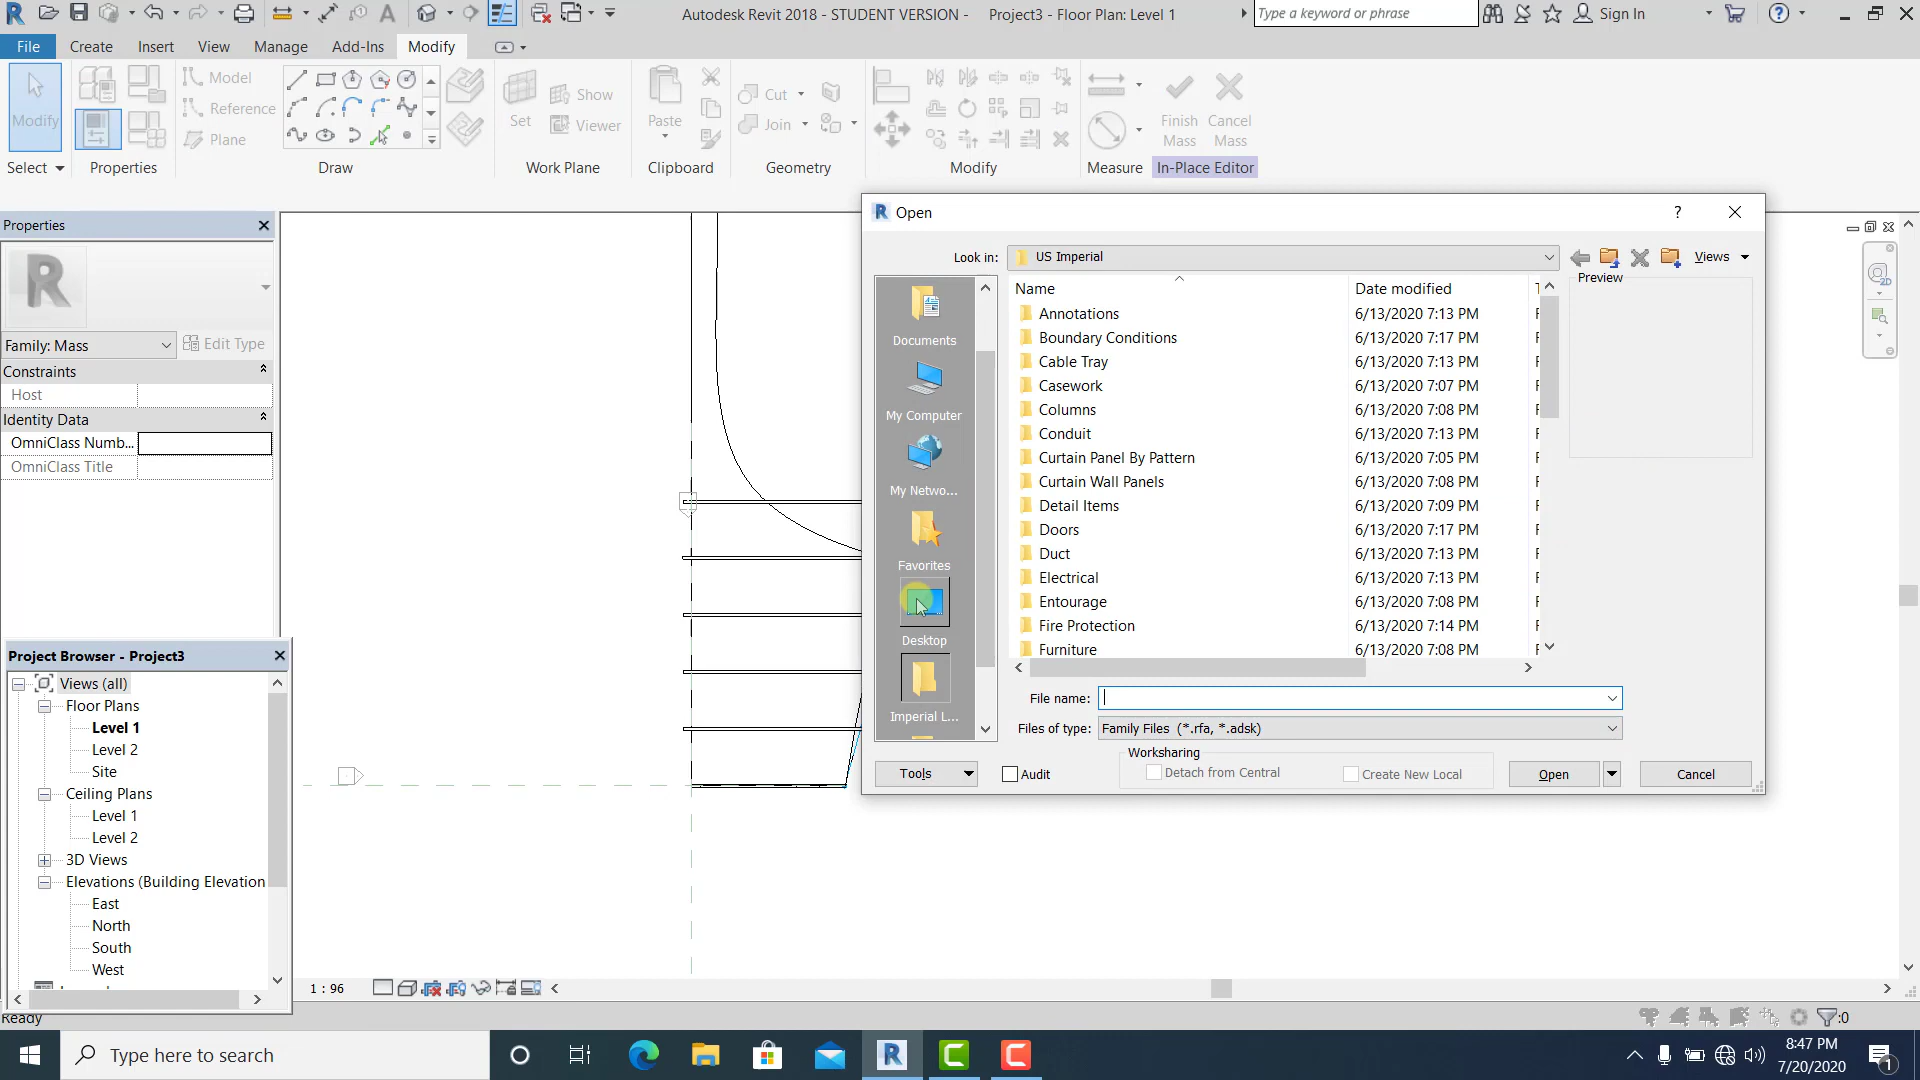 Autodesk Revit 2018 - STUDENT VERSION -    Project3 - Floor Plan: Level 1
Type a keyword or phrase
Sign In
File Create Insert View Manage Add-Ins Modify
Modify
Model
Reference
Plane
Set
Show
Viewer
Paste
Cut
Join
Finish Mass
Cancel Mass
Select Properties Draw Work Plane Clipboard Geometry Modify Measure In-Place Editor
Properties
Family: Mass
Edit Type
Constraints
Host
Identity Data
OmniClass Numb...
OmniClass Title
Project Browser - Project3
Views (all)
Floor Plans
Level 1
Level 2
Site
Ceiling Plans
Level 1
Level 2
3D Views
Elevations (Building Elevation
East
North
South
West
Open
Look in: US Imperial
Views
Preview
Documents
My Computer
My Netwo...
Favorites
Desktop
Imperial L...
Name Date modified
Annotations 6/13/2020 7:13 PM
Boundary Conditions 6/13/2020 7:17 PM
Cable Tray 6/13/2020 7:13 PM
Casework 6/13/2020 7:07 PM
Columns 6/13/2020 7:08 PM
Conduit 6/13/2020 7:13 PM
Curtain Panel By Pattern 6/13/2020 7:05 PM
Curtain Wall Panels 6/13/2020 7:08 PM
Detail Items 6/13/2020 7:09 PM
Doors 6/13/2020 7:17 PM
Duct 6/13/2020 7:13 PM
Electrical 6/13/2020 7:13 PM
Entourage 6/13/2020 7:08 PM
Fire Protection 6/13/2020 7:14 PM
Furniture 6/13/2020 7:08 PM
File name:
Files of type: Family Files (*.rfa, *.adsk)
Worksharing
Tools
Audit
Detach from Central
Create New Local
Open
Cancel
1 : 96
Ready
:0
Type here to search
8:47 PM
7/20/2020
1